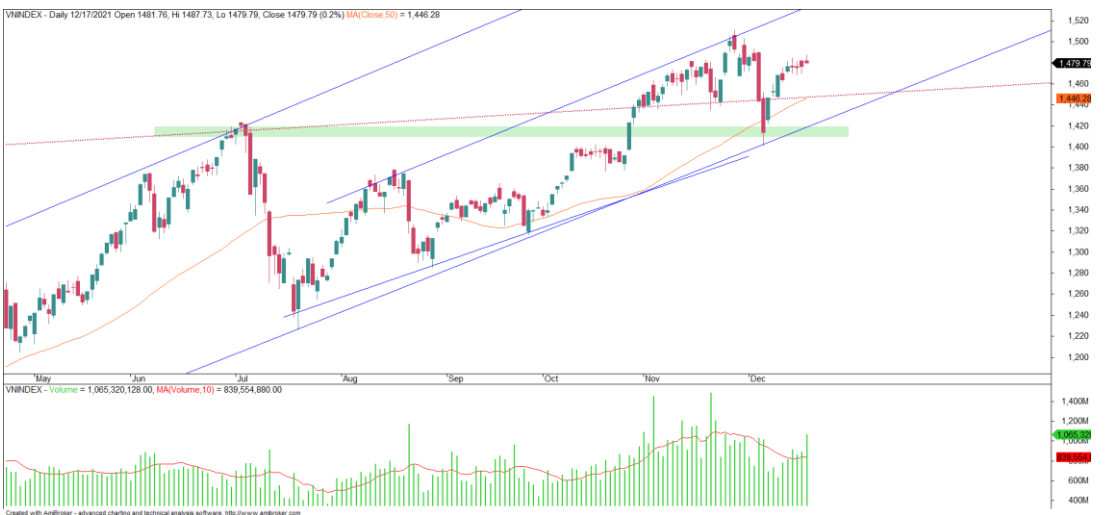 VNINDEX - Daily 12/17/2021 Open 1481.76, Hi 1487.73, Lo 1479.79, Close 1479.79 (0.2%) MA(Close,50) = 1,446.28
1,520
1,500
1,479.79
1,460
1,446.28
1,420
1,400
1,380
1,360
1,340
1,320
1,300
1,280
1,260
1,240
1,220
1,200
May Jun Jul Aug Sep Oct Nov Dec
VNINDEX - Volume = 1,065,320,128.00, MA(Volume,10) = 839,554,880.00
1,400M
1,200M
1,065,320
1,000M
839,554
600M
400M
Created with AmiBroker - advanced charting and technical analysis software. http://www.amibroker.com